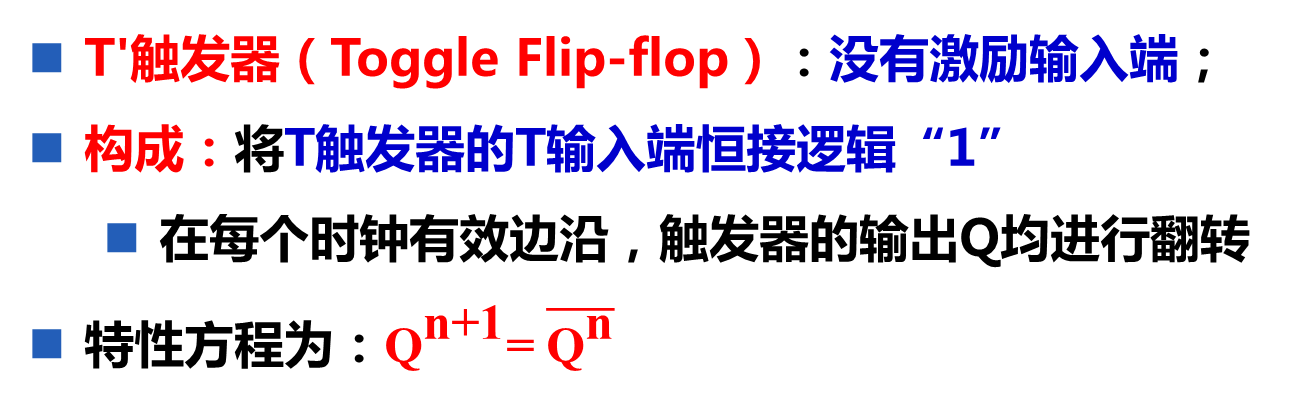 ■ T'触发器（Toggle Flip-flop）：没有激励输入端；
■ 构成：将T触发器的T输入端恒接逻辑“1”
■ 在每个时钟有效边沿，触发器的输出Q均进行翻转
■ 特性方程为：Qⁿ⁺¹= Q̅ⁿ̅